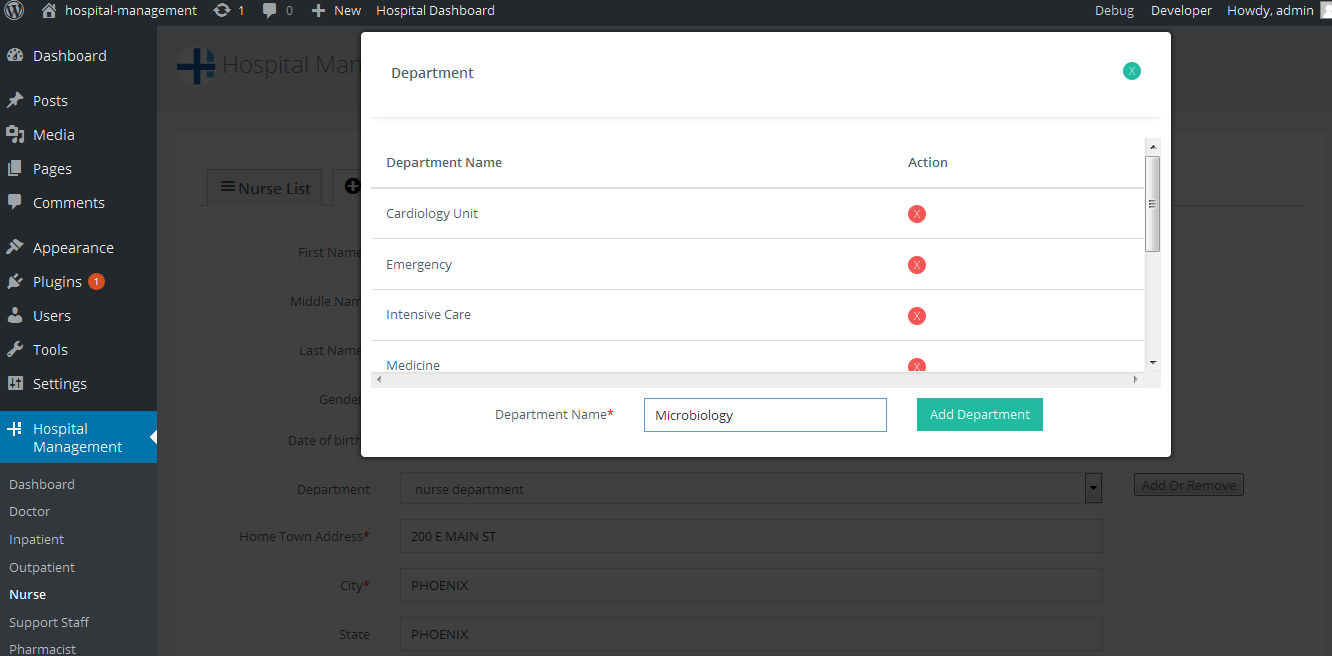 hospital-management 1 0 New Hospital Dashboard Debug Developer Howdy, admin
Dashboard
Posts
Media
Pages
Comments
Appearance
Plugins 1
Users
Tools
Settings
Hospital
Management
Dashboard
Doctor
Inpatient
Outpatient
Nurse
Support Staff
Pharmacist
Hospital Man
Nurse List
First Name
Middle Nam
Last Name
Gender
Date of birth
Department
X
Department Name Action
Cardiology Unit X
Emergency X
Intensive Care X
Medicine X
Department Name* Microbiology Add Department
Department nurse department Add Or Remove
Home Town Address* 200 E MAIN ST
City* PHOENIX
State PHOENIX